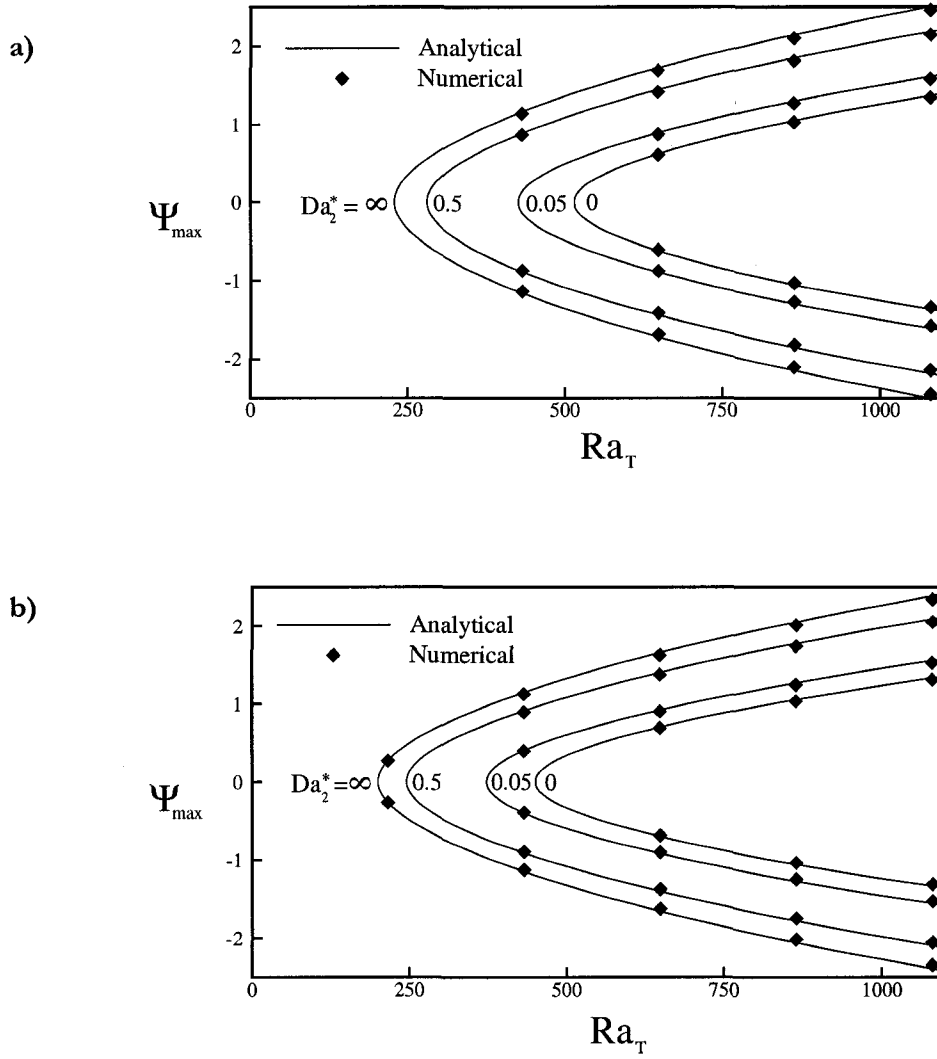 a)
2
1
0
-1
-2
Analytical
Numerical
Da₂* = ∞
0.5
0.05
0
Ψmax
0
250
500
750
1000
Ra_T
b)
2
1
0
-1
-2
Analytical
Numerical
Da₂* = ∞
0.5
0.05
0
Ψmax
0
250
500
750
1000
Ra_T